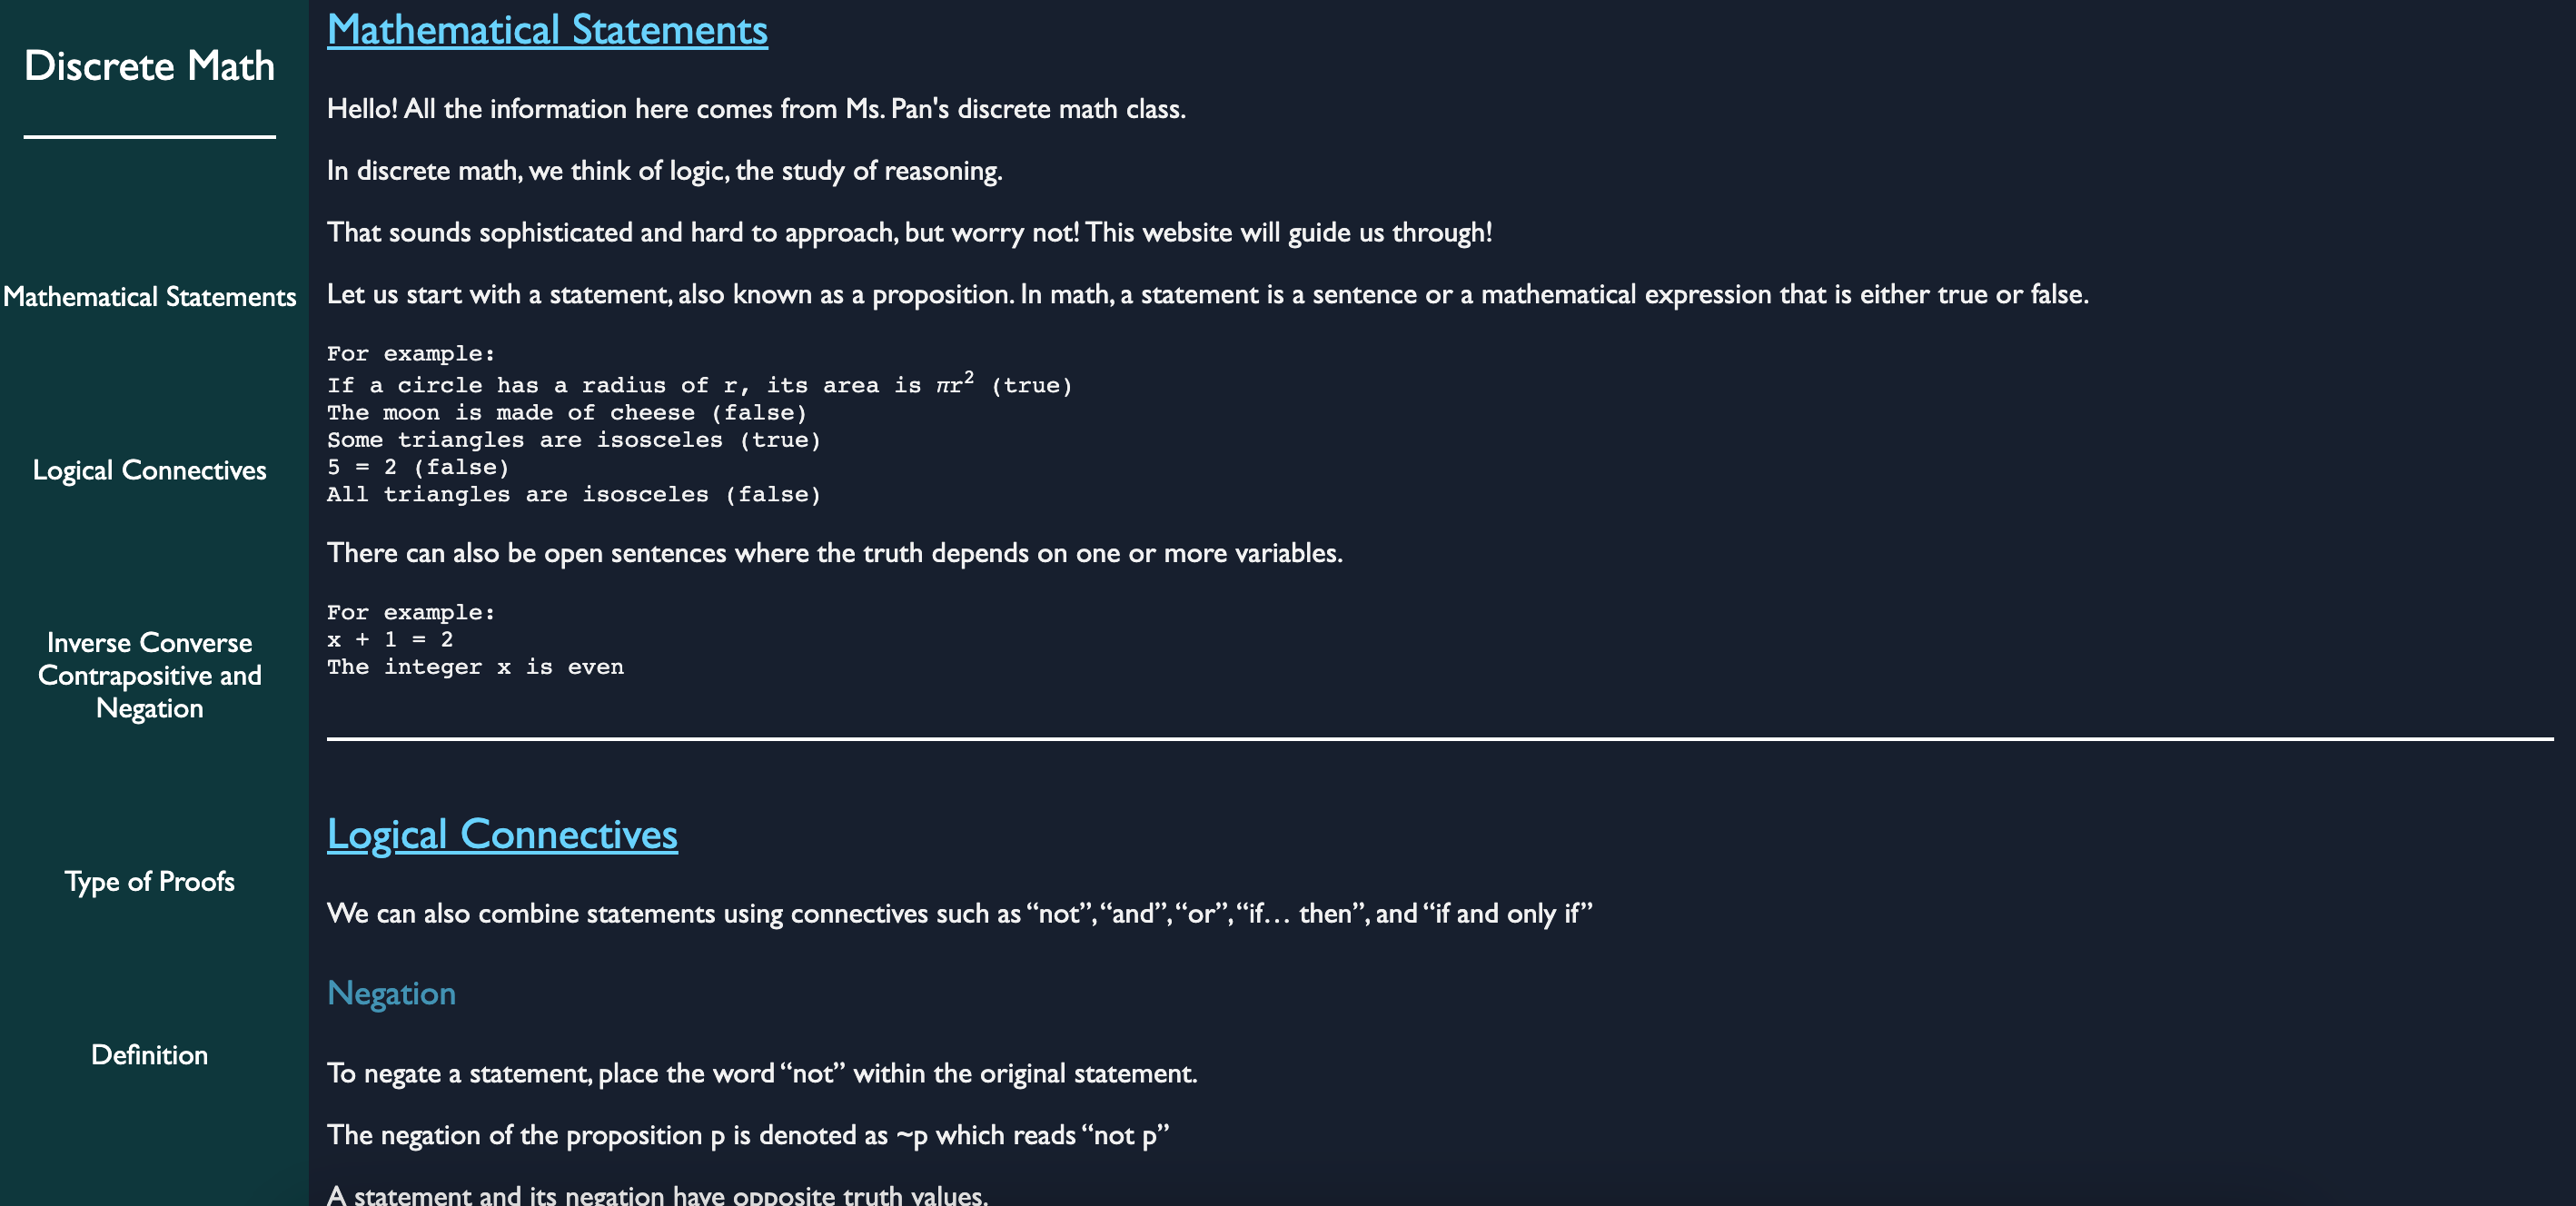 Discrete Math
Mathematical Statements
Logical Connectives
Inverse Converse
Contrapositive and
Negation
Type of Proofs
Definition
Mathematical Statements
Hello! All the information here comes from Ms. Pan's discrete math class.
In discrete math, we think of logic, the study of reasoning.
That sounds sophisticated and hard to approach, but worry not! This website will guide us through!
Let us start with a statement, also known as a proposition. In math, a statement is a sentence or a mathematical expression that is either true or false.
For example:
If a circle has a radius of r, its area is πr² (true)
The moon is made of cheese (false)
Some triangles are isosceles (true)
5 = 2 (false)
All triangles are isosceles (false)
There can also be open sentences where the truth depends on one or more variables.
For example:
x + 1 = 2
The integer x is even
Logical Connectives
We can also combine statements using connectives such as “not”, “and”, “or”, “if… then”, and “if and only if”
Negation
To negate a statement, place the word “not” within the original statement.
The negation of the proposition p is denoted as ~p which reads “not p”
A statement and its negation have opposite truth values.